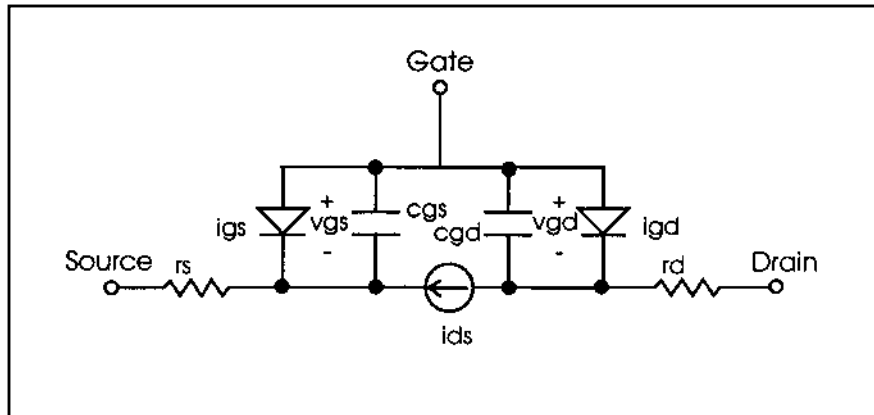 Gate
+ cgs + 
igs vgs cgd vgd igd
- -
Source rs rd Drain
ids